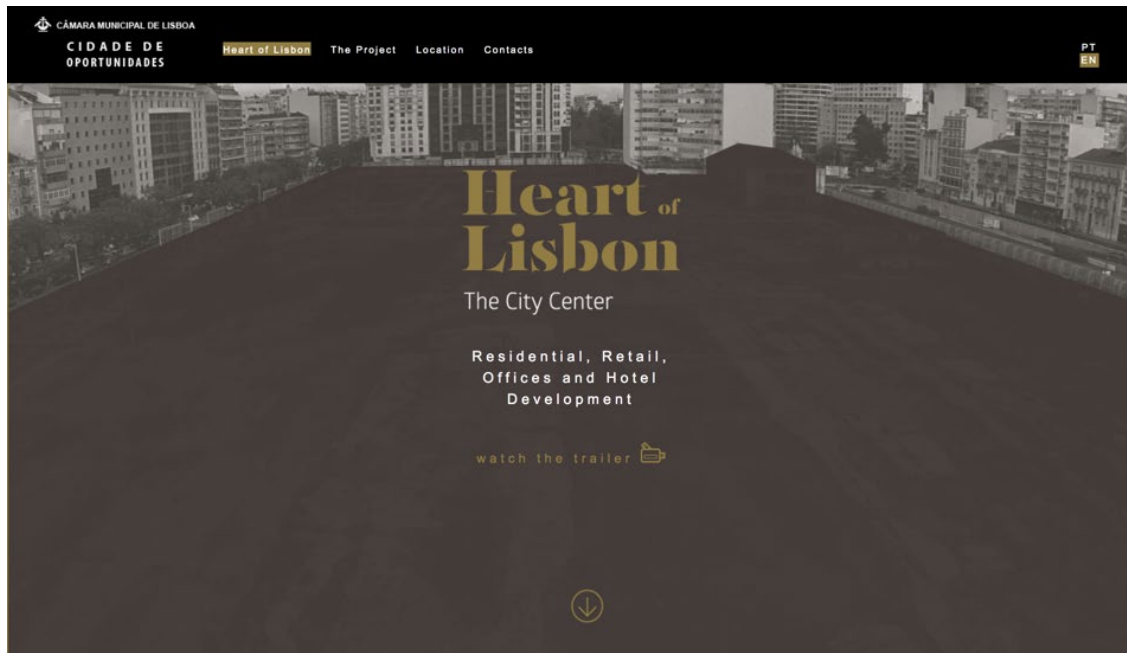 CÂMARA MUNICIPAL DE LISBOA
CIDADE DE
OPORTUNIDADES
Heart of Lisbon The Project Location Contacts
PT
EN
Heart of
Lisbon
The City Center
Residential, Retail,
Offices and Hotel
Development
watch the trailer